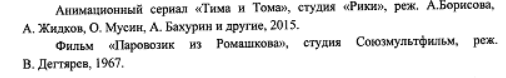 Анимационный сериал «Тима и Тома», студия «Рики», реж. А.Борисова,
А. Жидков, О. Мусин, А. Бахурин и другие, 2015.
Фильм «Паровозик из Ромашкова», студия Союзмультфильм, реж.
В. Дегтярев, 1967.